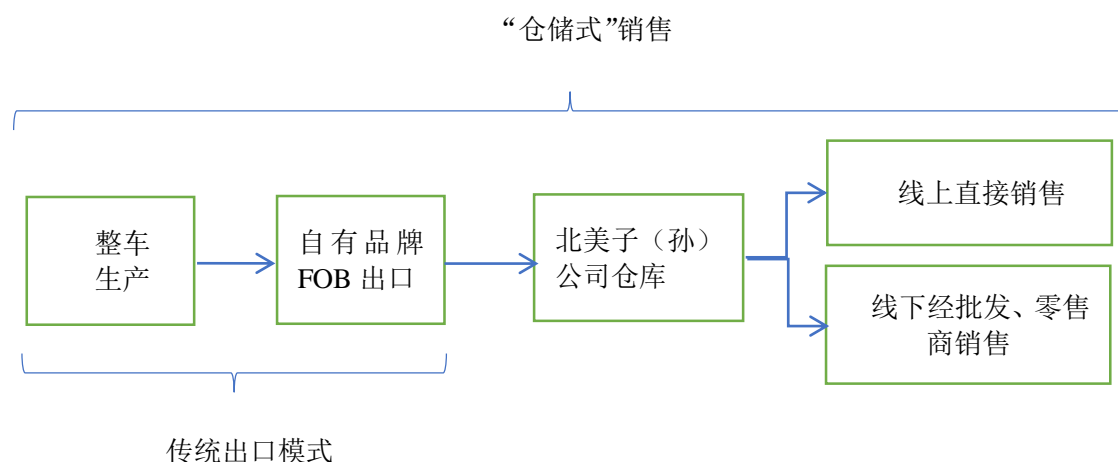 “仓储式”销售
整车
生产
自有品牌
FOB 出口
北美子（孙）
公司仓库
线上直接销售
线下经批发、零售
商销售
传统出口模式